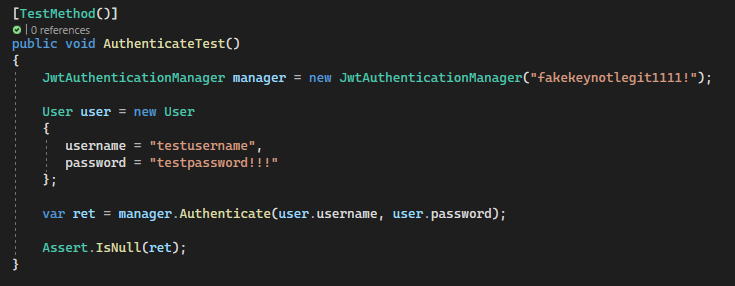 [TestMethod()]
| 0 references
public void AuthenticateTest()
{
JwtAuthenticationManager manager = new JwtAuthenticationManager("fakekeynotlegit1111!");
User user = new User
{
username = "testusername",
password = "testpassword!!!"
};
var ret = manager.Authenticate(user.username, user.password);
Assert.IsNull(ret);
}